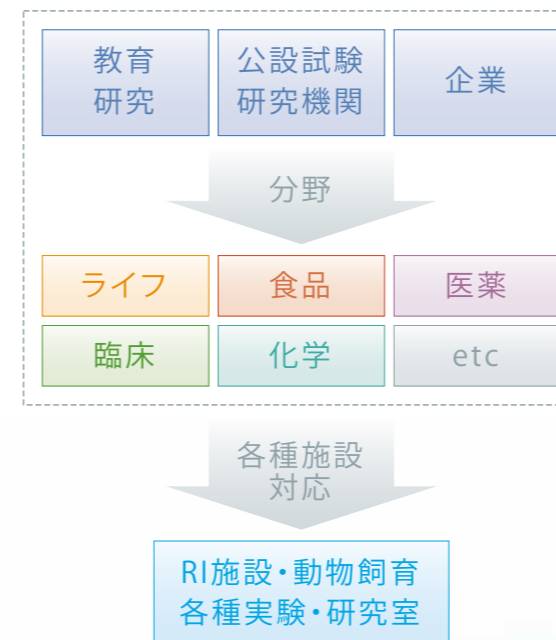 教育
研究
公設試験
研究機関
企業
分野
ライフ
食品
医薬
臨床
化学
etc
各種施設
対応
RI施設・動物飼育
各種実験・研究室